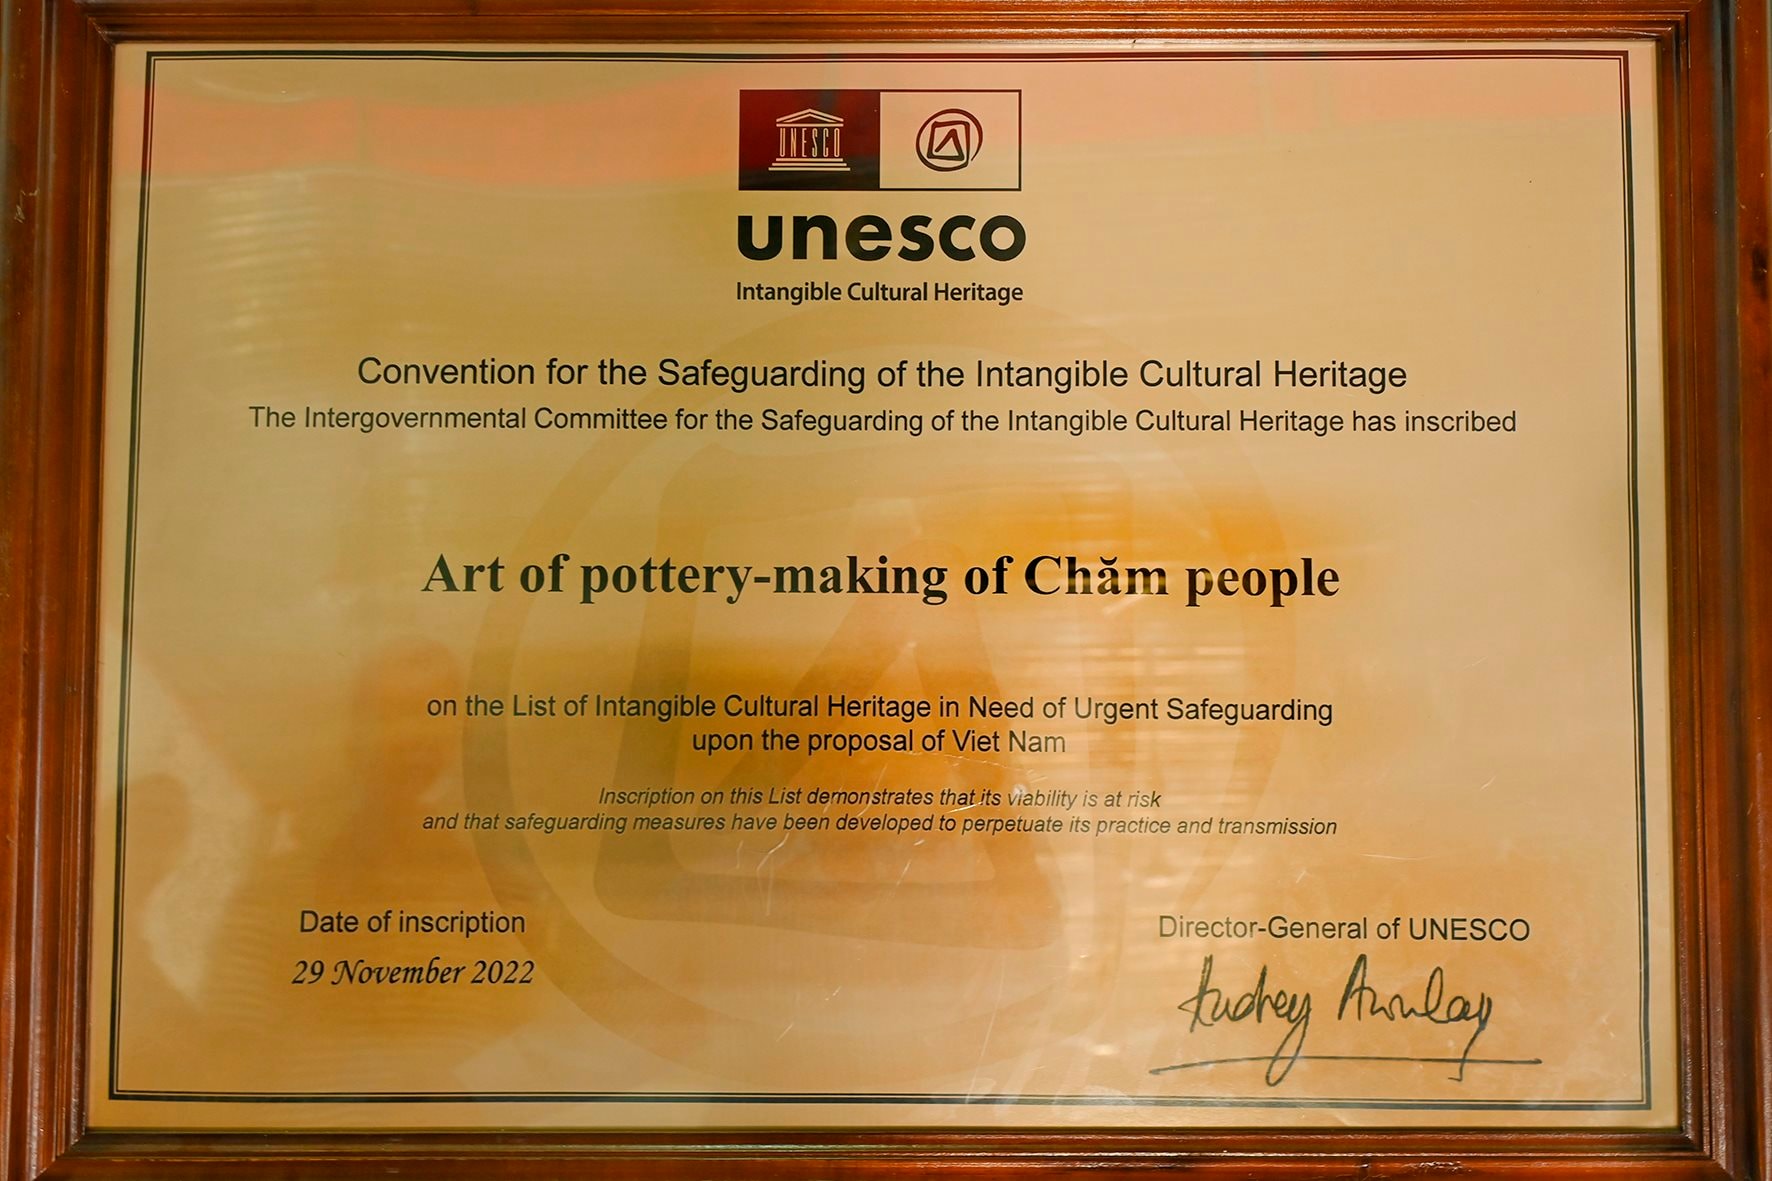 UNESCO
unesco
Intangible Cultural Heritage
Convention for the Safeguarding of the Intangible Cultural Heritage
The Intergovernmental Committee for the Safeguarding of the Intangible Cultural Heritage has inscribed
Art of pottery-making of Chăm people
on the List of Intangible Cultural Heritage in Need of Urgent Safeguarding
upon the proposal of Viet Nam
Inscription on this List demonstrates that its viability is at risk
and that safeguarding measures have been developed to perpetuate its practice and transmission
Date of inscription
29 November 2022
Director-General of UNESCO
Audrey Azoulay